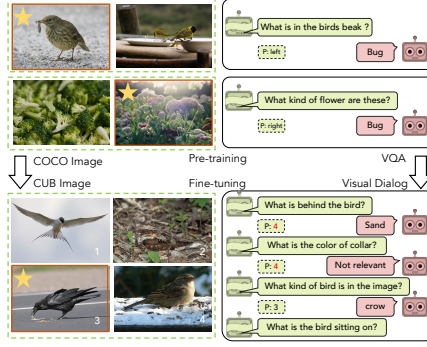 What is in the birds beak ?
P: left
Bug
What kind of flower are these?
P: right
Bug
COCO Image
Pre-training
VQA
CUB Image
Fine-tuning
Visual Dialog
What is behind the bird?
P: 4
Sand
What is the color of collar?
P: 4
Not relevant
What kind of bird is in the image?
P: 3
crow
What is the bird sitting on?
1
2
3
4